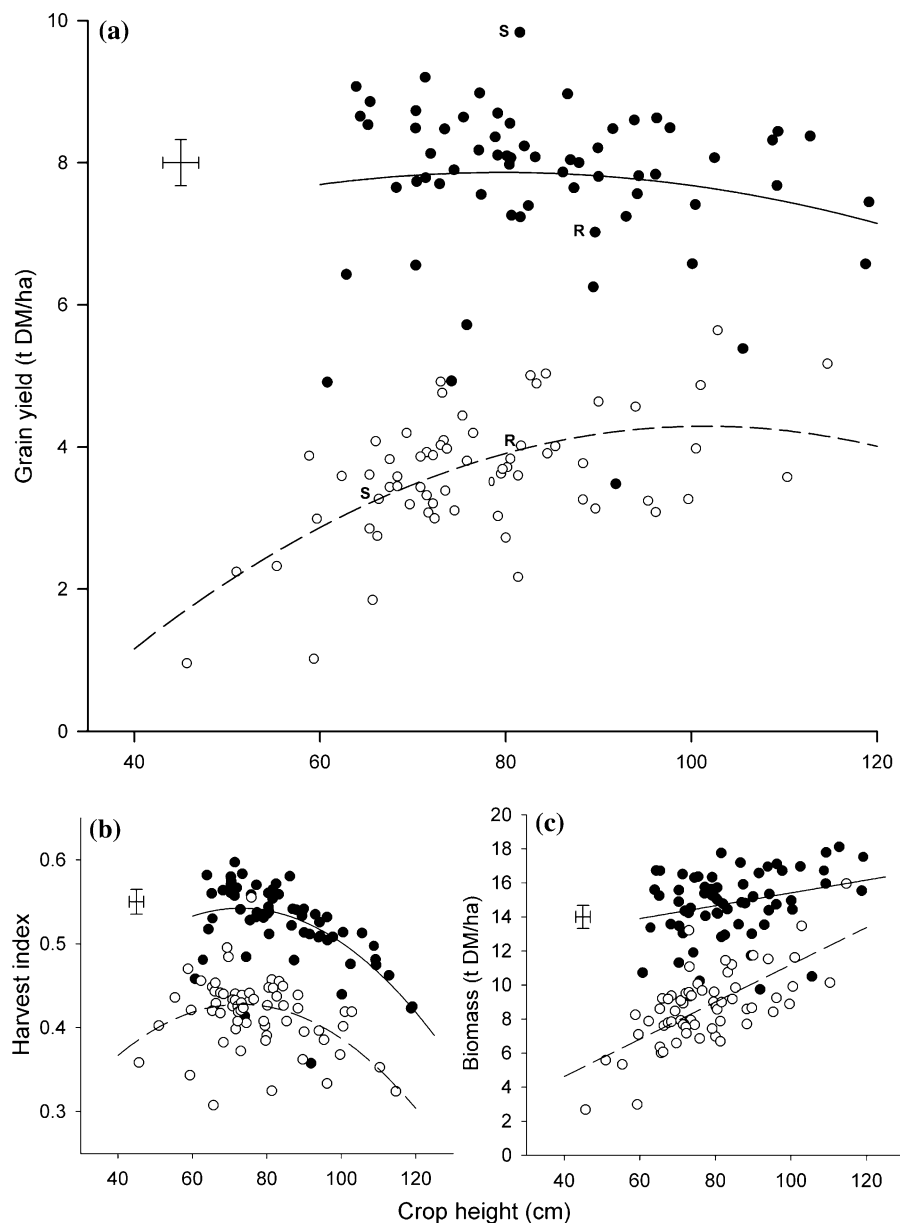 (a)
10
8
6
4
2
0
Grain yield (t DM/ha)
S
R
R
S
40 60 80 100 120
(b)
0.6
0.5
0.4
0.3
Harvest index
40 60 80 100 120
(c)
20
18
16
14
12
10
8
6
4
2
0
Biomass (t DM/ha)
40 60 80 100 120
Crop height (cm)